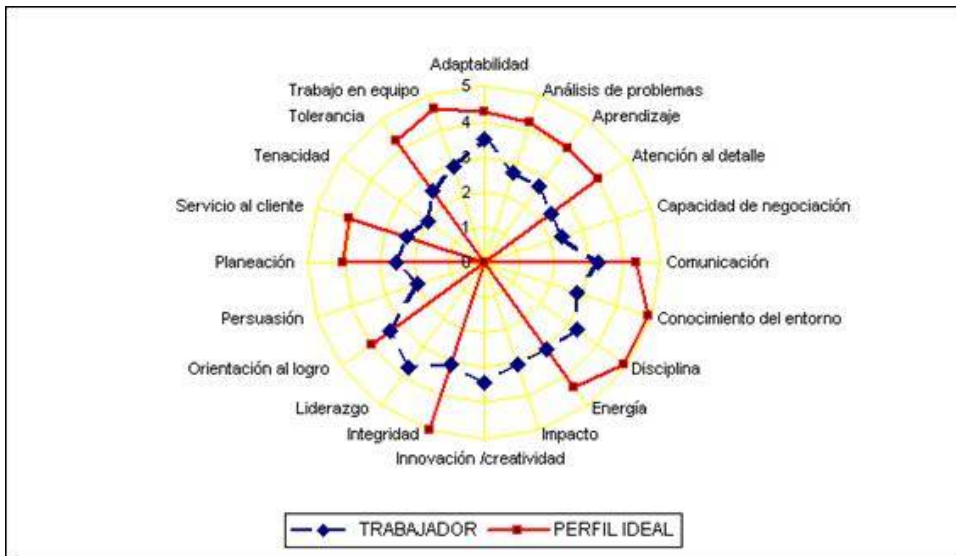 Adaptabilidad
Trabajo en equipo
Análisis de problemas
Tolerancia
Aprendizaje
Tenacidad
Atención al detalle
Servicio al cliente
Capacidad de negociación
Planeación
Comunicación
Persuasión
Conocimiento del entorno
Orientación al logro
Disciplina
Liderazgo
Energía
Integridad
Impacto
Innovación /creatividad
5
4
3
2
1
0
TRABAJADOR
PERFIL IDEAL